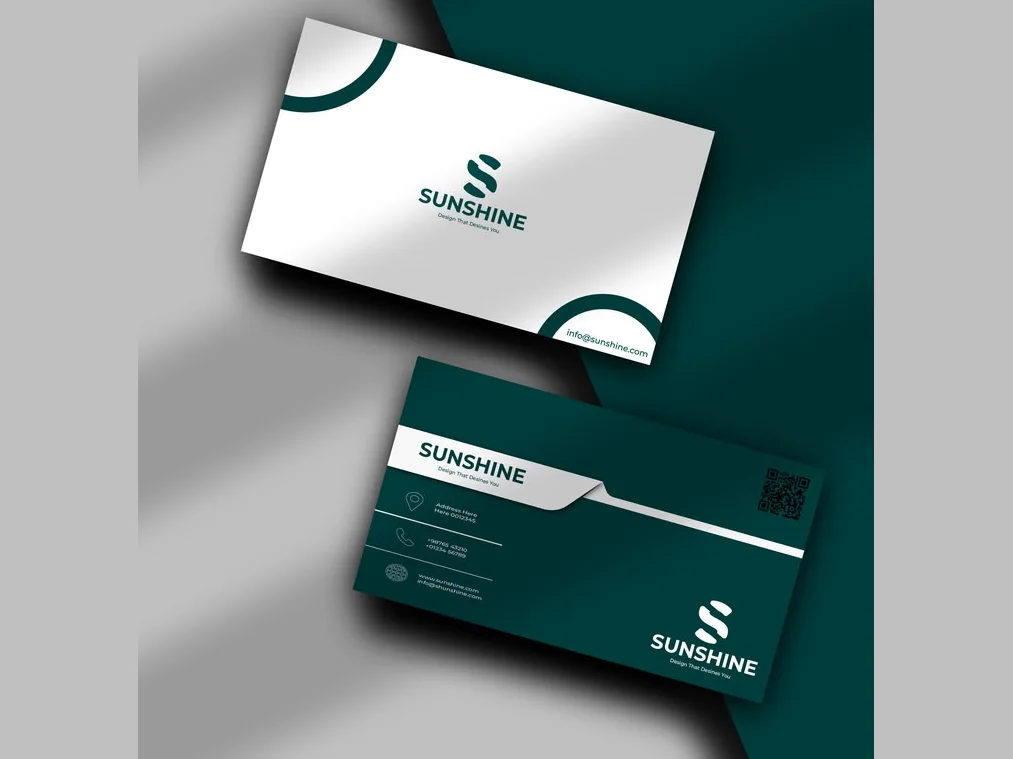 SUNSHINE
Design That Desines You
info@sunshine.com
SUNSHINE
Design That Desines You
Address Here
Here 0012345
+98765 43210
+01234 56789
www.sunshine.com
info@shunshine.com
SUNSHINE
Design That Desines You